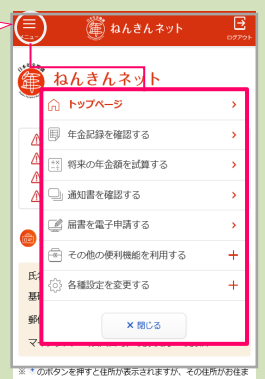 メニュー
ねんきんネット
ログアウト
年
ねんきんネット
トップページ
年金記録を確認する
将来の年金額を試算する
通知書を確認する
届書を電子申請する
その他の便利機能を利用する
各種設定を変更する
× 閉じる
氏
基
郵
マ
※ * のボタンを押すと住所が表示されますが、その住所がお住ま